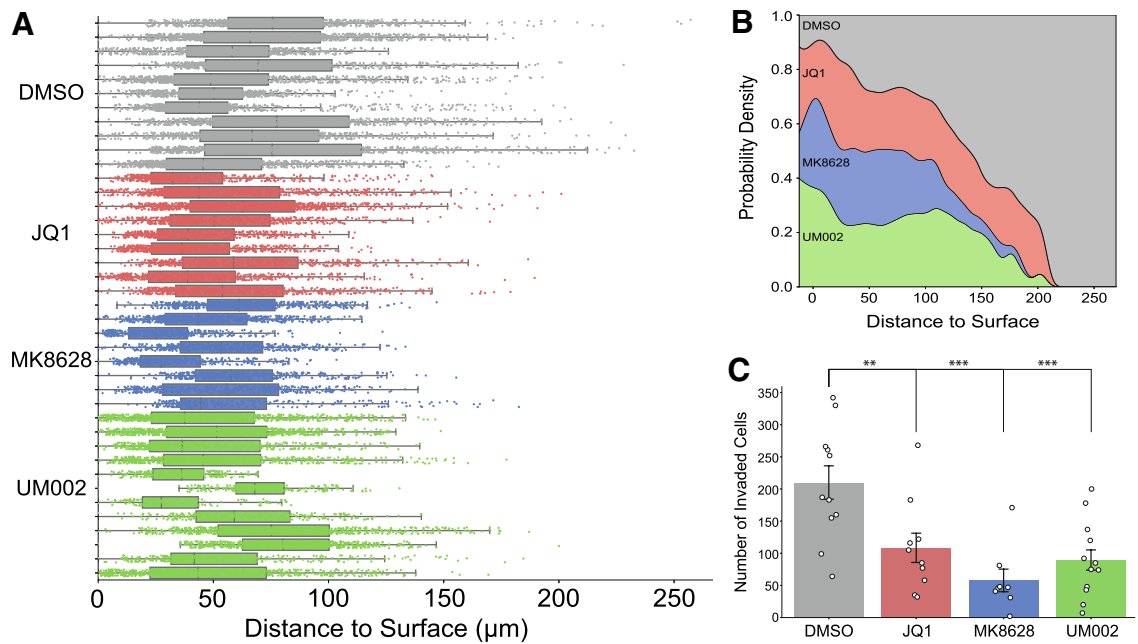 A
DMSO
JQ1
MK8628
UM002
0
50
100
150
200
250
Distance to Surface (µm)
B
Probability Density
1.0
0.8
0.6
0.4
0.2
0.0
DMSO
JQ1
MK8628
UM002
0
50
100
150
200
250
Distance to Surface
C
** *** ***
Number of Invaded Cells
350
300
250
200
150
100
50
0
DMSO JQ1 MK8628 UM002